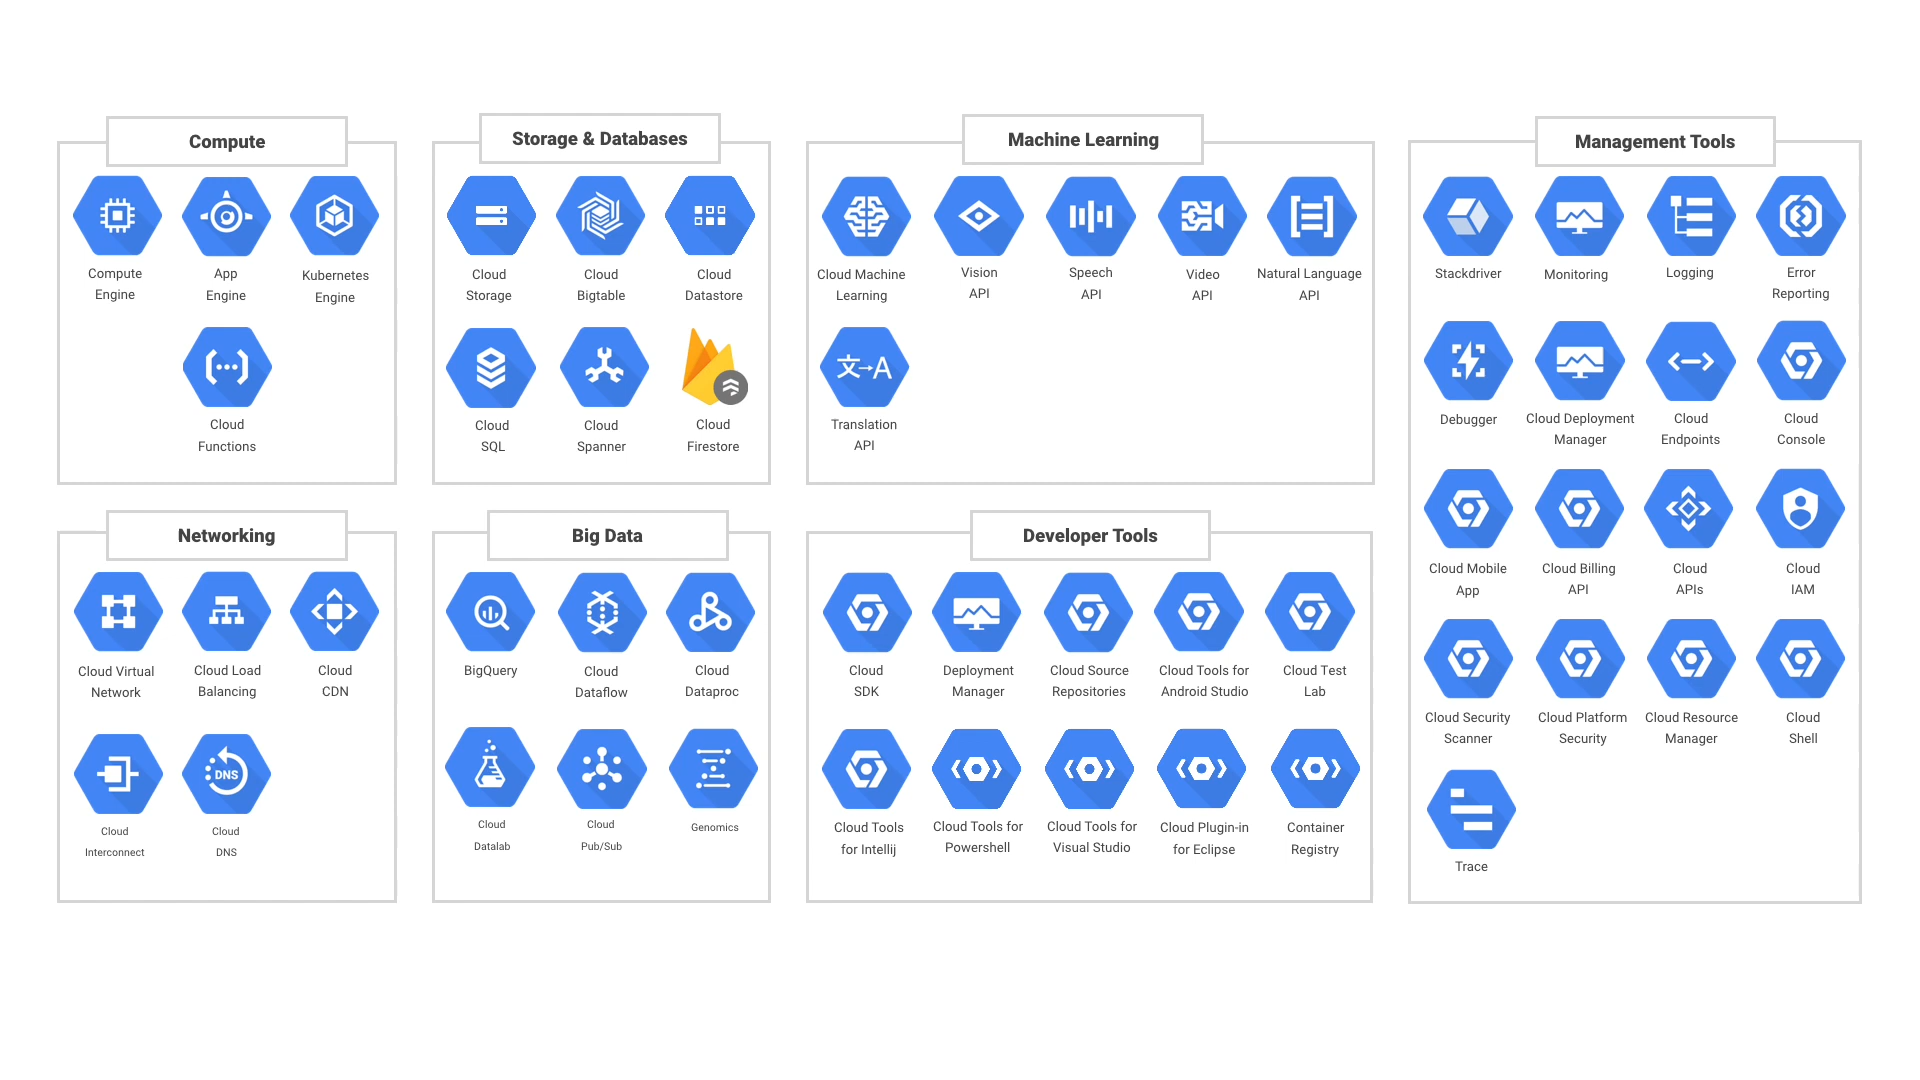 Compute
Compute
Engine
App
Engine
Kubernetes
Engine
Cloud
Functions
Storage & Databases
Cloud
Storage
Cloud
Bigtable
Cloud
Datastore
Cloud
SQL
Cloud
Spanner
Cloud
Firestore
Machine Learning
Cloud Machine
Learning
Vision
API
Speech
API
Video
API
Natural Language
API
文→A
Translation
API
Networking
Cloud Virtual
Network
Cloud Load
Balancing
Cloud
CDN
Cloud
Interconnect
DNS
Cloud
DNS
Big Data
BigQuery
Cloud
Dataflow
Cloud
Dataproc
Cloud
Datalab
Cloud
Pub/Sub
Genomics
Developer Tools
Cloud
SDK
Deployment
Manager
Cloud Source
Repositories
Cloud Tools for
Android Studio
Cloud Test
Lab
Cloud Tools
for Intellij
Cloud Tools for
Powershell
Cloud Tools for
Visual Studio
Cloud Plugin-in
for Eclipse
Container
Registry
Management Tools
Stackdriver
Monitoring
Logging
Error
Reporting
Debugger
Cloud Deployment
Manager
Cloud
Endpoints
Cloud
Console
Cloud Mobile
App
Cloud Billing
API
Cloud
APIs
Cloud
IAM
Cloud Security
Scanner
Cloud Platform
Security
Cloud Resource
Manager
Cloud
Shell
Trace